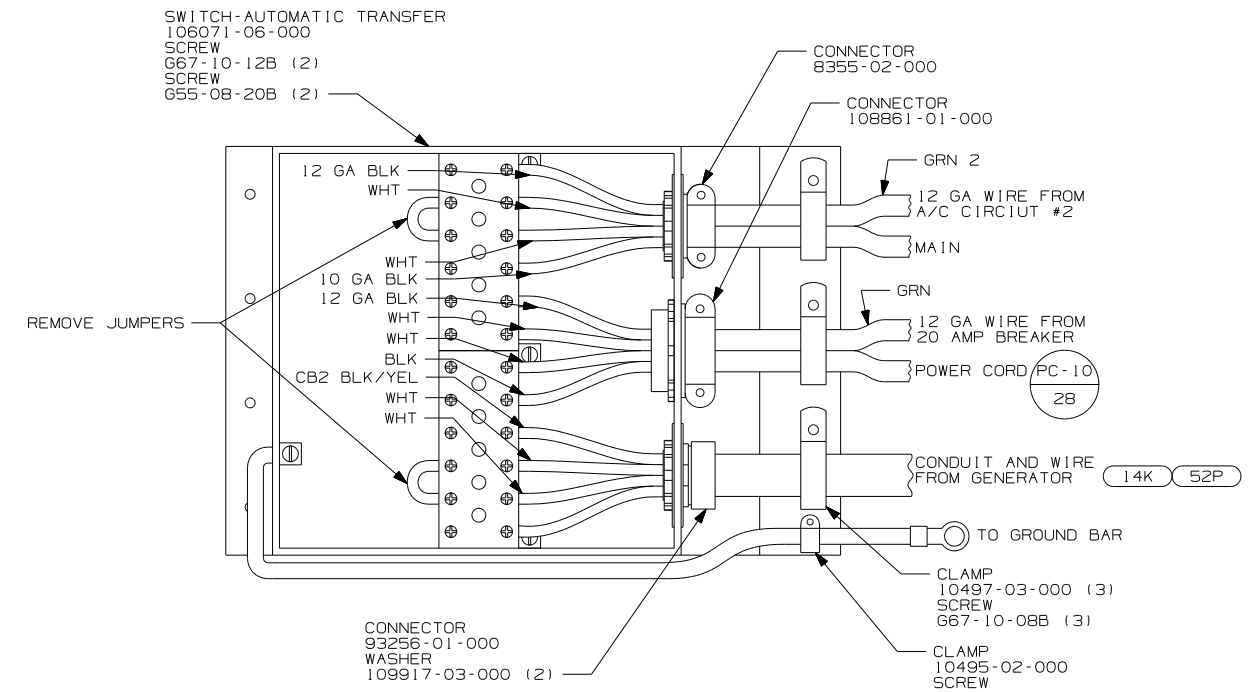 SWITCH-AUTOMATIC TRANSFER
106071-06-000
SCREW
G67-10-12B (2)
SCREW
G55-08-20B (2)
CONNECTOR
8355-02-000
CONNECTOR
108861-01-000
12 GA BLK
WHT
WHT
10 GA BLK
12 GA BLK
WHT
WHT
BLK
CB2 BLK/YEL
WHT
WHT
REMOVE JUMPERS
GRN 2
12 GA WIRE FROM
A/C CIRCIUT #2
MAIN
GRN
12 GA WIRE FROM
20 AMP BREAKER
POWER CORD
PC-10
28
CONDUIT AND WIRE
FROM GENERATOR
14K
52P
TO GROUND BAR
CLAMP
10497-03-000 (3)
SCREW
G67-10-08B (3)
CLAMP
10495-02-000
SCREW
CONNECTOR
93256-01-000
WASHER
109917-03-000 (2)